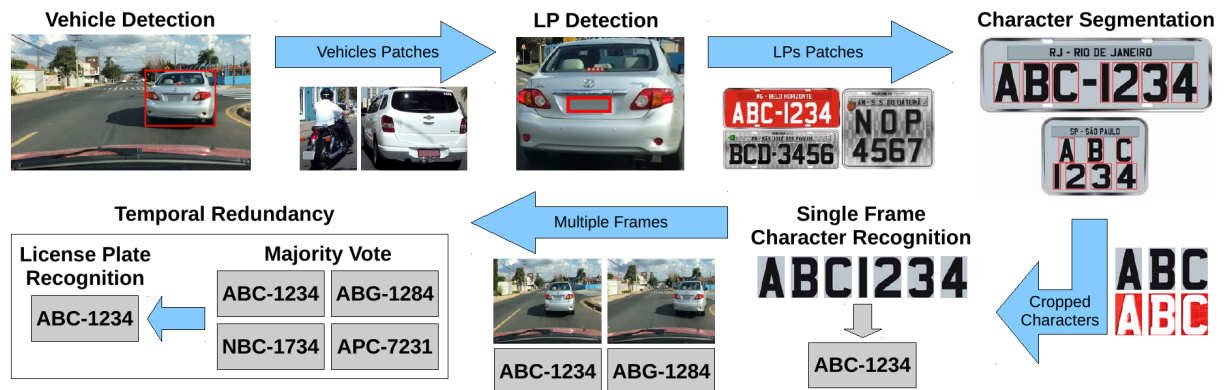 Vehicle Detection
Vehicles Patches
LP Detection
LPs Patches
MG - BELO HORIZONTE
ABC-1234
BCD-3456
NOP
4567
Character Segmentation
RJ - RIO DE JANEIRO
ABC-1234
SP - SÃO PAULO
ABC
1234
ABC
ABC
Cropped
Characters
Single Frame
Character Recognition
ABC1234
ABC-1234
Multiple Frames
ABC-1234
ABG-1284
Temporal Redundancy
Majority Vote
ABC-1234
ABG-1284
NBC-1734
APC-7231
License Plate
Recognition
ABC-1234